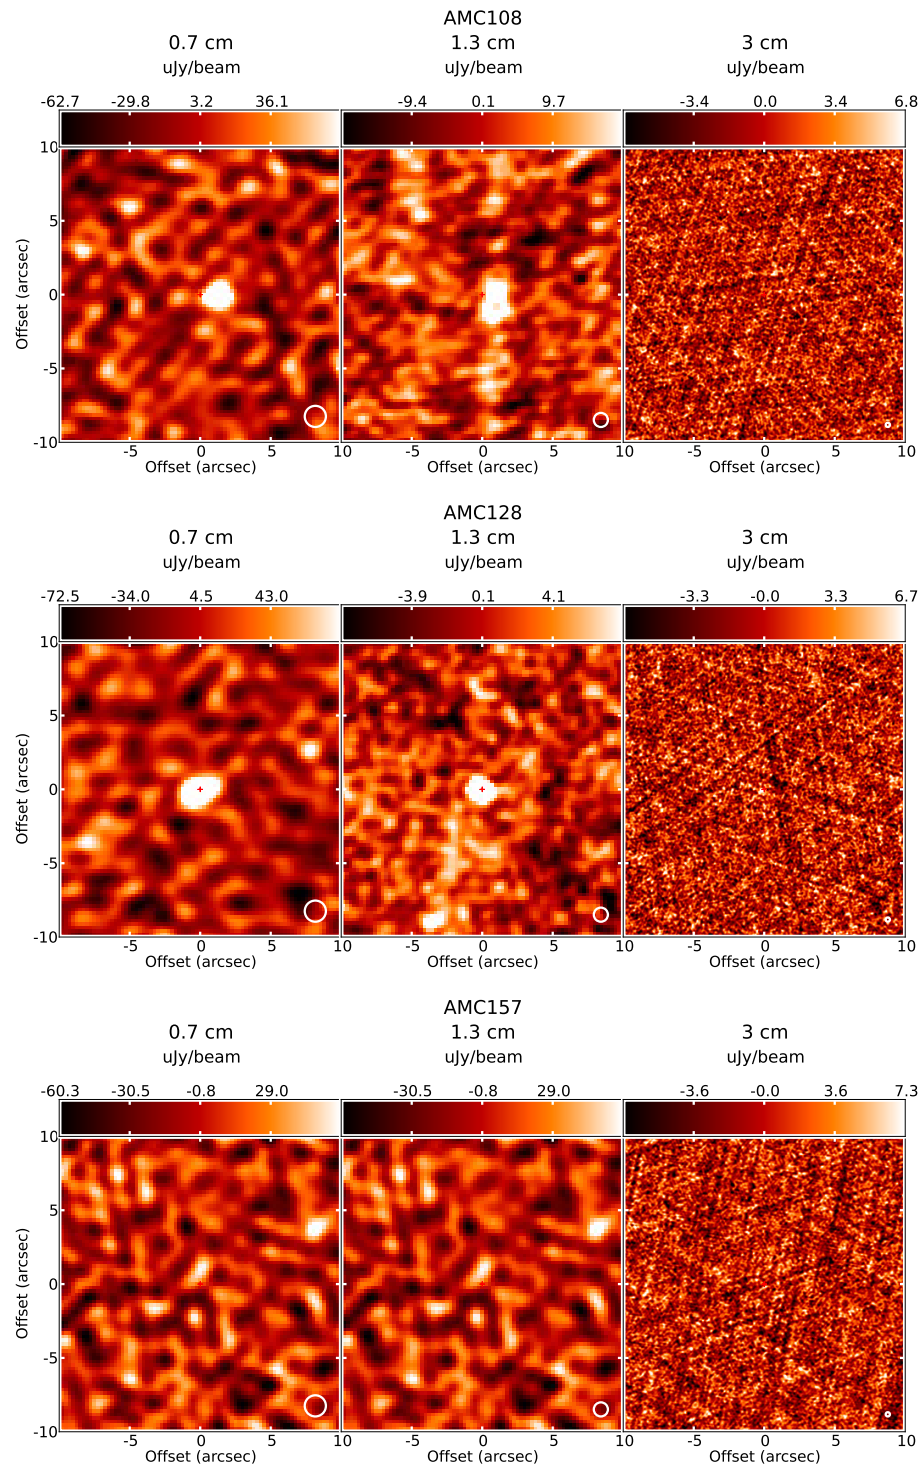 AMC108
0.7 cm 1.3 cm 3 cm
uJy/beam uJy/beam uJy/beam
-62.7 -29.8 3.2 36.1 -9.4 0.1 9.7 -3.4 0.0 3.4 6.8
10
5
0
-5
-10
Offset (arcsec)
-5 0 5 10 -5 0 5 10 -5 0 5 10
Offset (arcsec) Offset (arcsec) Offset (arcsec)
AMC128
0.7 cm 1.3 cm 3 cm
uJy/beam uJy/beam uJy/beam
-72.5 -34.0 4.5 43.0 -3.9 0.1 4.1 -3.3 -0.0 3.3 6.7
10
5
0
-5
-10
Offset (arcsec)
-5 0 5 10 -5 0 5 10 -5 0 5 10
Offset (arcsec) Offset (arcsec) Offset (arcsec)
AMC157
0.7 cm 1.3 cm 3 cm
uJy/beam uJy/beam uJy/beam
-60.3 -30.5 -0.8 29.0 -30.5 -0.8 29.0 -3.6 -0.0 3.6 7.3
10
5
0
-5
-10
Offset (arcsec)
-5 0 5 10 -5 0 5 10 -5 0 5 10
Offset (arcsec) Offset (arcsec) Offset (arcsec)